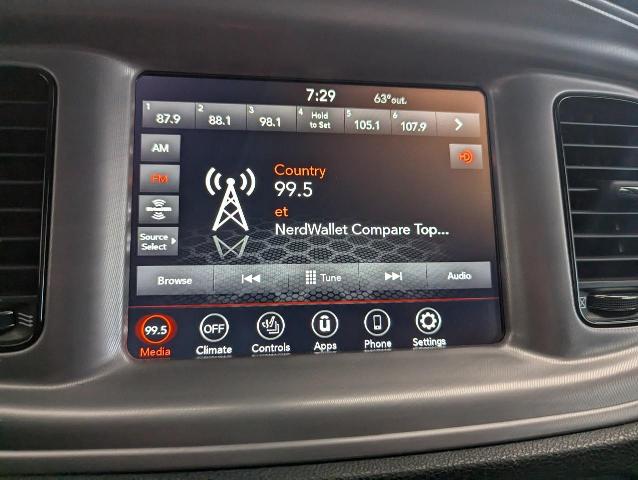 7:29 63°out.
1 87.9 2 88.1 3 98.1 4 Hold to Set 5 105.1 6 107.9
AM
FM
Source Select
HD
Country
99.5
et
NerdWallet Compare Top...
Browse Tune Audio
99.5 OFF
Media Climate Controls Apps Phone Settings